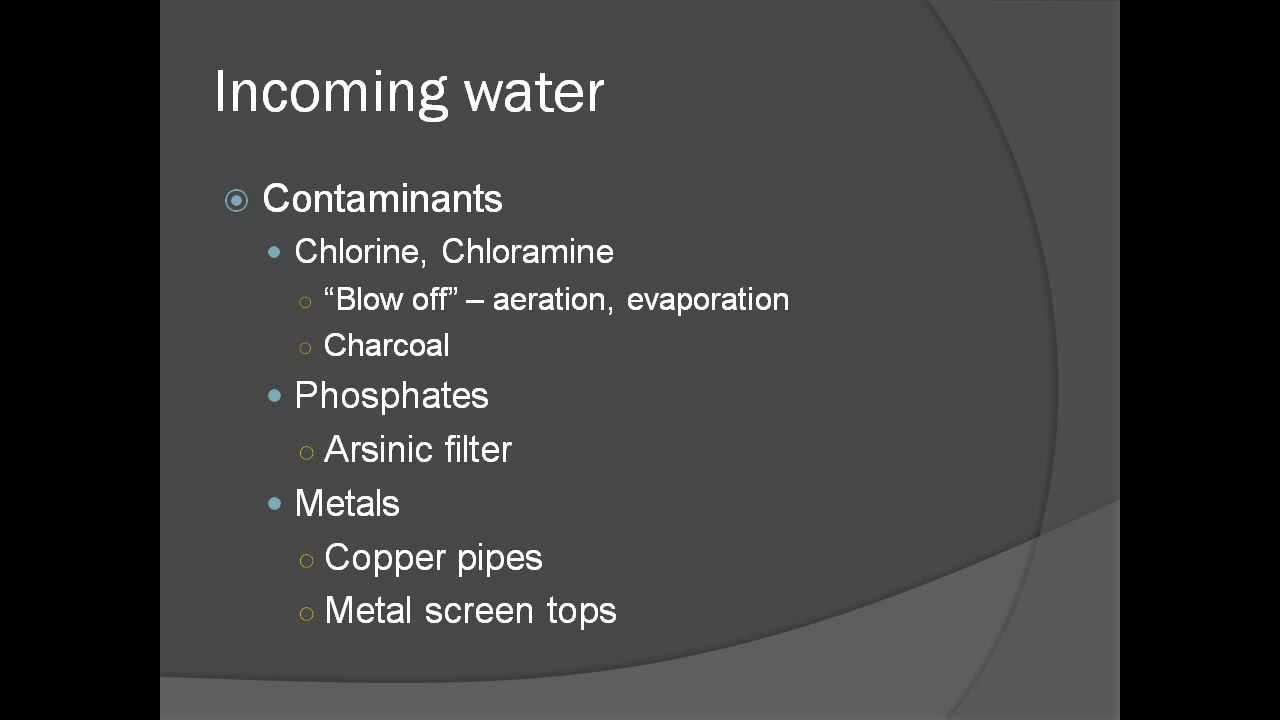 Incoming water
Contaminants
Chlorine, Chloramine
“Blow off” – aeration, evaporation
Charcoal
Phosphates
Arsinic filter
Metals
Copper pipes
Metal screen tops